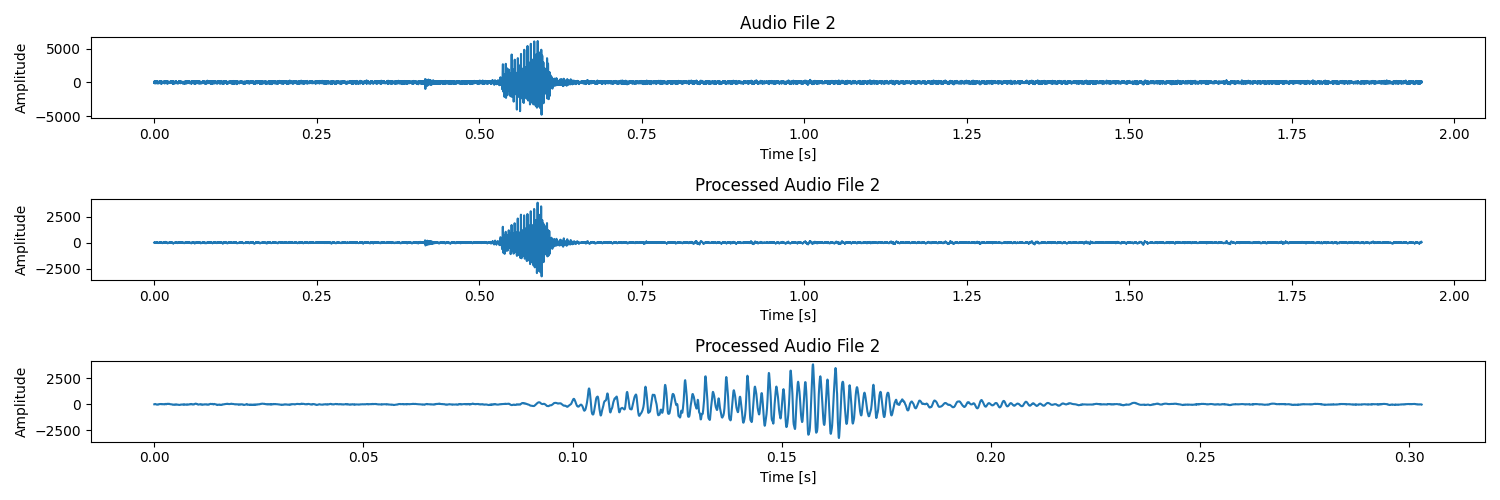 Audio File 2
Amplitude
5000
0
−5000
0.00 0.25 0.50 0.75 1.00 1.25 1.50 1.75 2.00
Time [s]
Processed Audio File 2
Amplitude
2500
0
−2500
0.00 0.25 0.50 0.75 1.00 1.25 1.50 1.75 2.00
Time [s]
Processed Audio File 2
Amplitude
2500
0
−2500
0.00 0.05 0.10 0.15 0.20 0.25 0.30
Time [s]